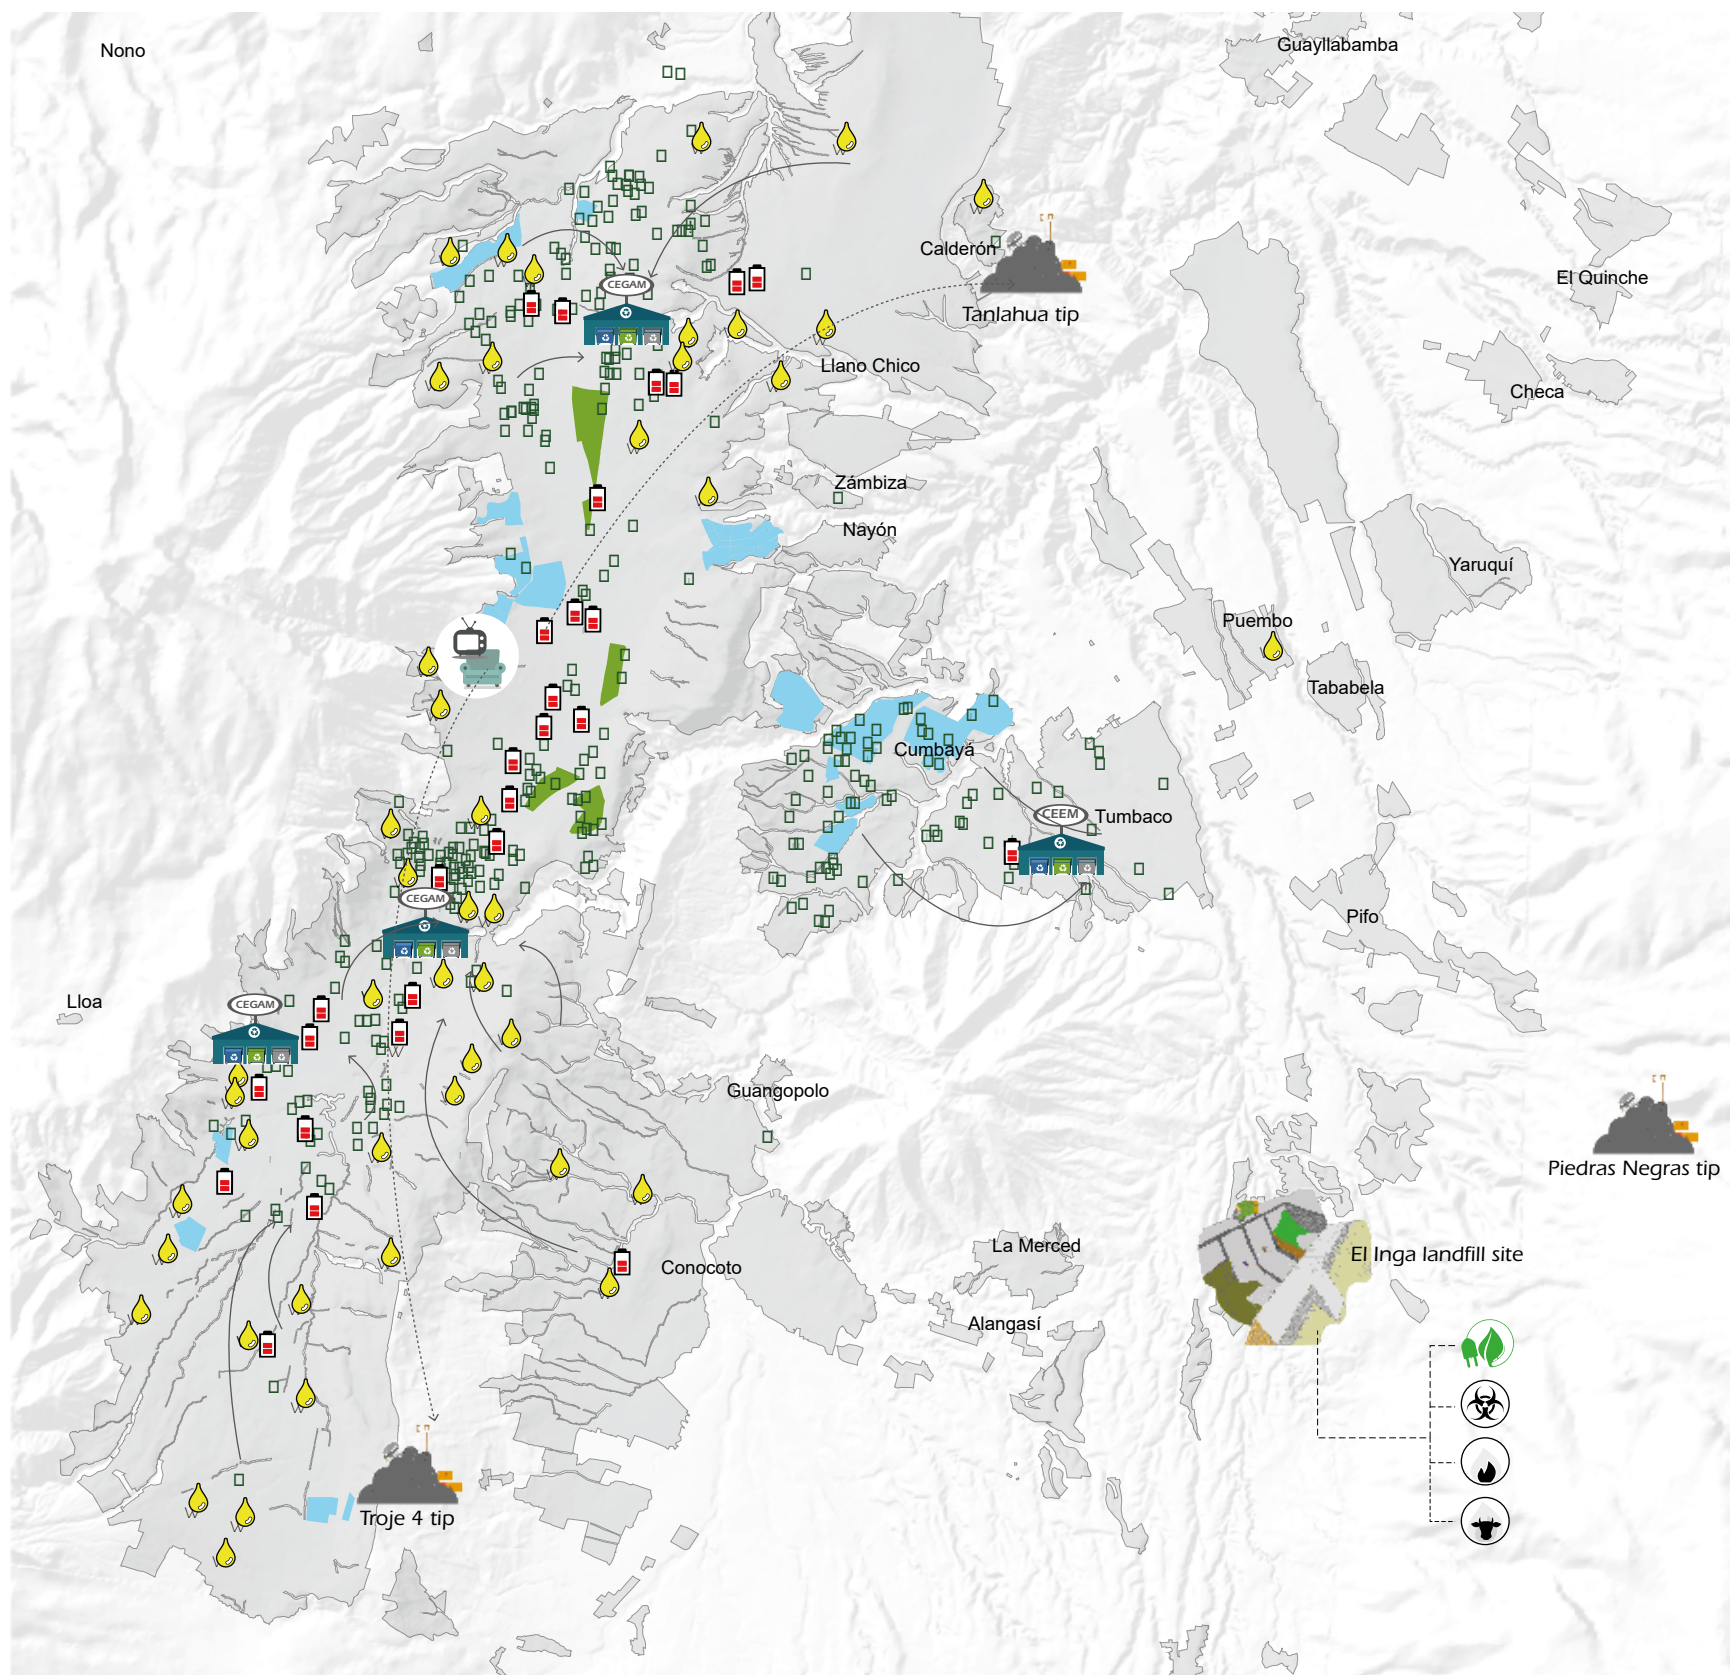 Nono
Guayllabamba
Calderón
El Quinche
CEGAM
Tanlahua tip
Llano Chico
Checa
Zámbiza
Nayón
Yaruquí
Puembo
Tababela
Cumbayá
CEEM
Tumbaco
CEGAM
Pifo
Lloa
CEGAM
Guangopolo
Piedras Negras tip
La Merced
El Inga landfill site
Conocoto
Alangasí
Troje 4 tip